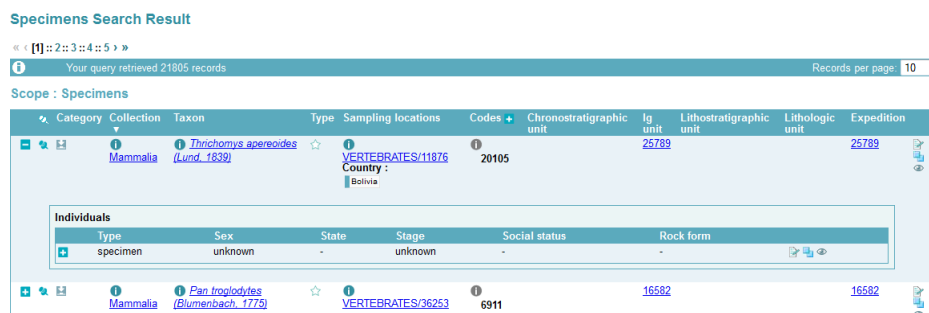 Specimens Search Result
« ‹ [1] :: 2 :: 3 :: 4 :: 5 › »
Your query retrieved 21805 records Records per page: 10
Scope : Specimens
Category Collection Taxon Type Sampling locations Codes Chronostratigraphic Ig Lithostratigraphic Lithologic Expedition
▼ unit unit unit unit
Thrichomys apereoides 25789 25789
Mammalia (Lund, 1839) VERTEBRATES/11876 20105
Country :
Bolivia
Individuals
Type Sex State Stage Social status Rock form
specimen unknown - unknown - -
Pan troglodytes 16582 16582
Mammalia (Blumenbach, 1775) VERTEBRATES/36253 6911